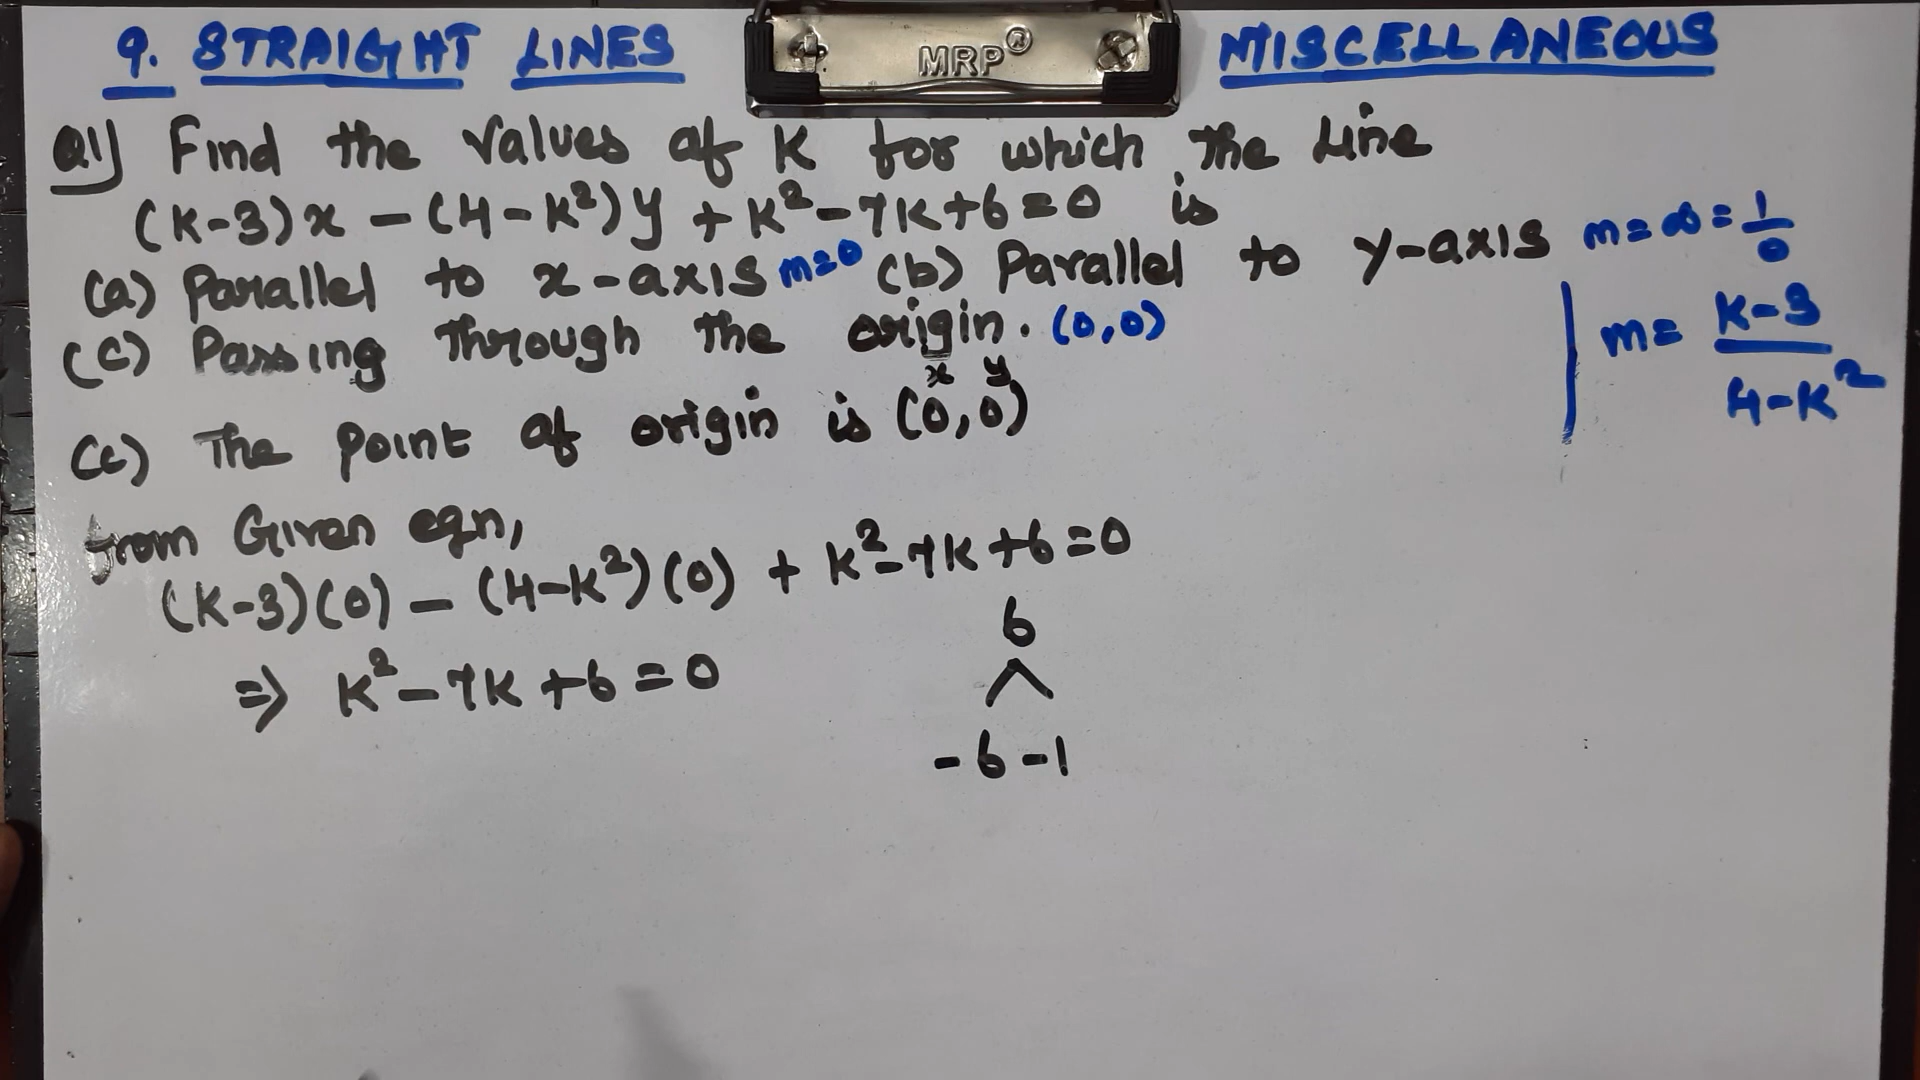 9. STRAIGHT LINES
MRP®
MISCELLANEOUS
Q1) Find the values of K for which the line
(K-3)x - (4-K²)y + K²-7K+6=0 is
(a) Parallel to x-axis m=0 (b) Parallel to y-axis m=∞=1/0
(c) Passing through the origin. (0,0)
m= K-3/4-K²
x y
(c) The point of origin is (0,0)
from Given eqn,
(K-3)(0) - (4-K²)(0) + K²-7K+6=0
⇒ K²-7K+6=0
6
-6 -1